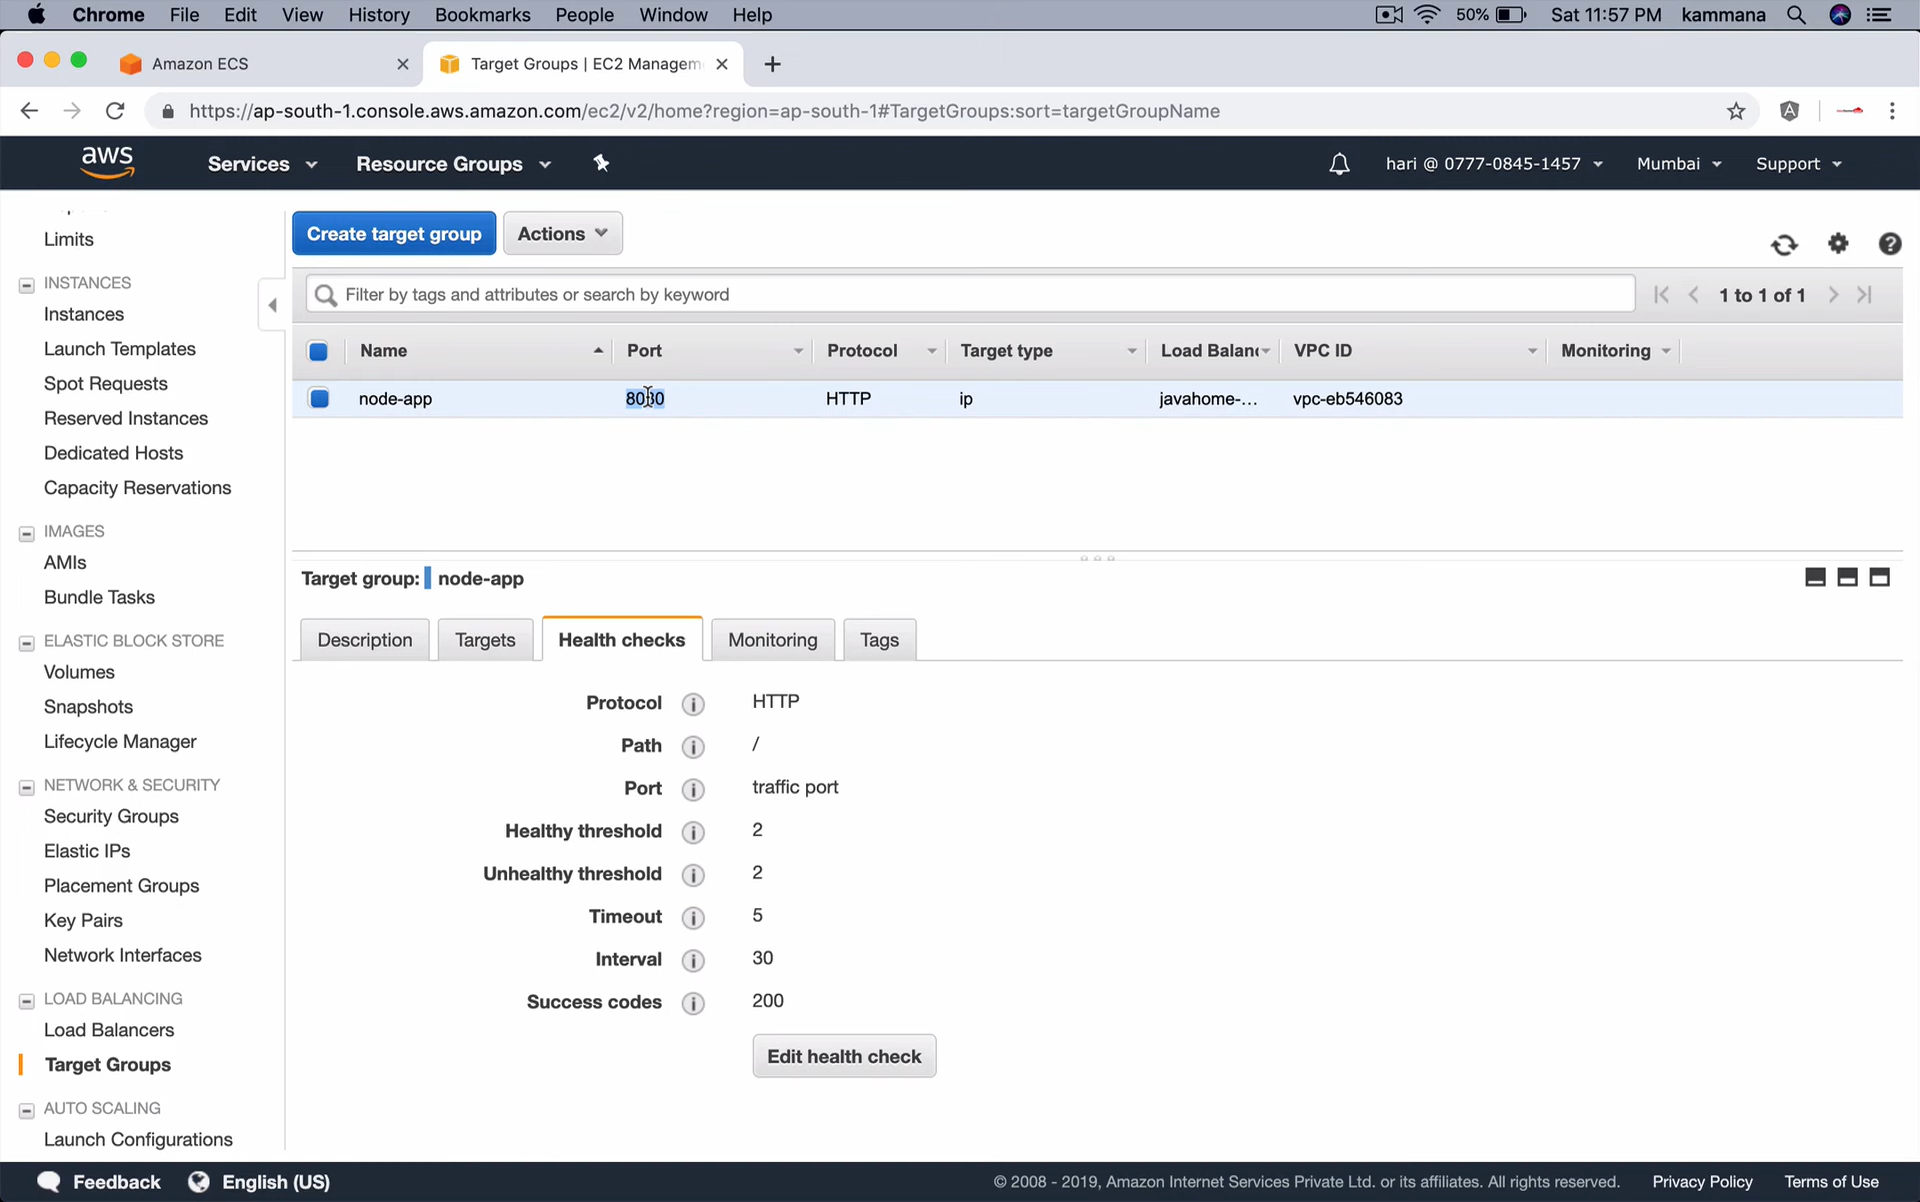 Chrome File Edit View History Bookmarks People Window Help 50% Sat 11:57 PM kammana
Amazon ECS Target Groups | EC2 Managem
https://ap-south-1.console.aws.amazon.com/ec2/v2/home?region=ap-south-1#TargetGroups:sort=targetGroupName
aws Services Resource Groups hari @ 0777-0845-1457 Mumbai Support
Limits
INSTANCES
Instances
Launch Templates
Spot Requests
Reserved Instances
Dedicated Hosts
Capacity Reservations
IMAGES
AMIs
Bundle Tasks
ELASTIC BLOCK STORE
Volumes
Snapshots
Lifecycle Manager
NETWORK & SECURITY
Security Groups
Elastic IPs
Placement Groups
Key Pairs
Network Interfaces
LOAD BALANCING
Load Balancers
Target Groups
AUTO SCALING
Launch Configurations
Create target group Actions
Filter by tags and attributes or search by keyword 1 to 1 of 1
Name Port Protocol Target type Load Balanc VPC ID Monitoring
node-app 8080 HTTP ip javahome-... vpc-eb546083
Target group: node-app
Description Targets Health checks Monitoring Tags
Protocol HTTP
Path /
Port traffic port
Healthy threshold 2
Unhealthy threshold 2
Timeout 5
Interval 30
Success codes 200
Edit health check
Feedback English (US) © 2008 - 2019, Amazon Internet Services Private Ltd. or its affiliates. All rights reserved. Privacy Policy Terms of Use